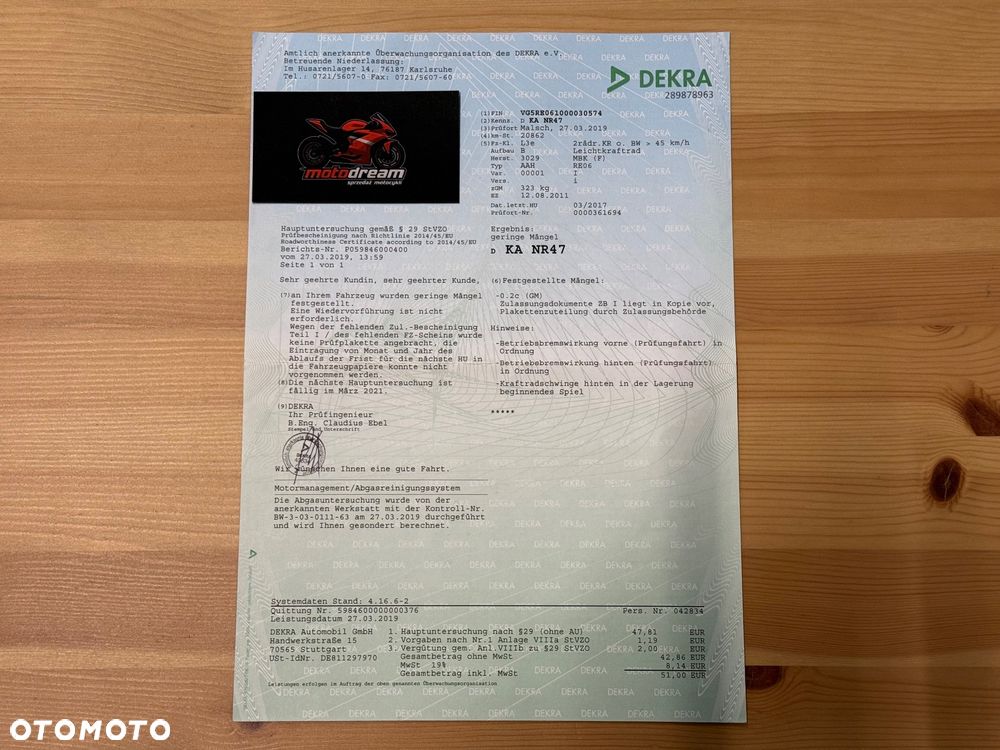 Amtlich anerkannte Überwachungsorganisation des DEKRA e.V.
Betreuende Niederlassung:
Im Husarenlager 14, 76187 Karlsruhe
Tel.: 0721/5607-0 Fax: 0721/5607-60
DEKRA
289878963
motodream
sprzedaż motocykli
(1) FIN VG5RE061000030574
(2) Kennz. D KA NR47
(3) Prüfort Malsch, 27.03.2019
(4) km-St. 20862
(5) Fz-Kl. L3e 2rädr.KR o. BW > 45 km/h
Aufbau B Leichtkraftrad
Herst. 3029 MBK (F)
Typ AAH RE06
Var. 00001 I
Vers. i
zGM 323 kg
EZ 12.08.2011
Dat.letzt.HU 03/2017
Prüfort-Nr. 0000361694
Hauptuntersuchung gemäß § 29 StVZO
Prüfbescheinigung nach Richtlinie 2014/45/EU
Roadworthiness Certificate according to 2014/45/EU
Berichts-Nr. P059846000400
vom 27.03.2019, 13:59
Seite 1 von 1
Ergebnis:
geringe Mängel
D KA NR47
Sehr geehrte Kundin, sehr geehrter Kunde,
(7) an Ihrem Fahrzeug wurden geringe Mängel
festgestellt.
Eine Wiedervorführung ist nicht
erforderlich.
Wegen der fehlenden Zul.-Bescheinigung
Teil I / des fehlenden FZ-Scheins wurde
keine Prüfplakette angebracht, die
Eintragung von Monat und Jahr des
Ablaufs der Frist für die nächste HU in
die Fahrzeugpapiere konnte nicht
vorgenommen werden.
(8) Die nächste Hauptuntersuchung ist
fällig im März 2021.
(9) DEKRA
Ihr Prüfingenieur
B.Eng. Claudius Ebel
Stempel und Unterschrift
Wir wünschen Ihnen eine gute Fahrt.
(6) Festgestellte Mängel:
-0.2c (GM)
Zulassungsdokumente ZB I liegt in Kopie vor,
Plakettenzuteilung durch Zulassungsbehörde
Hinweise:
-Betriebsbremswirkung vorne (Prüfungsfahrt) in
Ordnung
-Betriebsbremswirkung hinten (Prüfungsfahrt)
in Ordnung
-Kraftradschwinge hinten in der Lagerung
beginnendes Spiel
*****
Motormanagement/Abgasreinigungssystem
Die Abgasuntersuchung wurde von der
anerkannten Werkstatt mit der Kontroll-Nr.
BW-3-03-0111-63 am 27.03.2019 durchgeführt
und wird Ihnen gesondert berechnet.
Systemdaten Stand: 4.16.6-2
Quittung Nr. 5984600000000376 Pers. Nr. 042834
Leistungsdatum 27.03.2019
DEKRA Automobil GmbH 1. Hauptuntersuchung nach §29 (ohne AU) 47,81 EUR
Handwerkstraße 15 2. Vorgaben nach Nr.1 Anlage VIIIa StVZO 1,19 EUR
70565 Stuttgart 3. Vergütung gem. Anl.VIIIb zu §29 StVZO 2,00 EUR
USt-IdNr. DE811297970 Gesamtbetrag ohne MwSt 42,86 EUR
MwSt 19% 8,14 EUR
Gesamtbetrag inkl. MwSt 51,00 EUR
Leistungen erfolgen im Auftrag der oben genannten Überwachungsorganisation
OTOMOTO